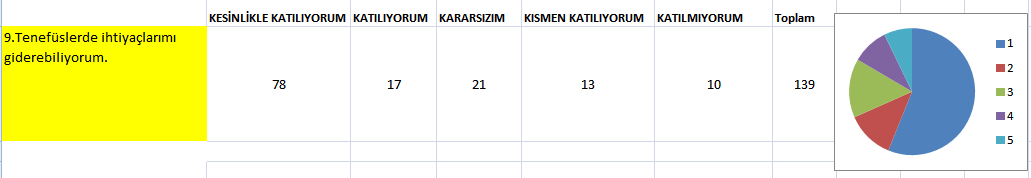 KESİNLİKLE KATILIYORUM KATILIYORUM KARARSIZIM KISMEN KATILIYORUM KATILMIYORUM Toplam
9.Tenefüslerde ihtiyaçlarımı
giderebiliyorum.
78 17 21 13 10 139
1
2
3
4
5